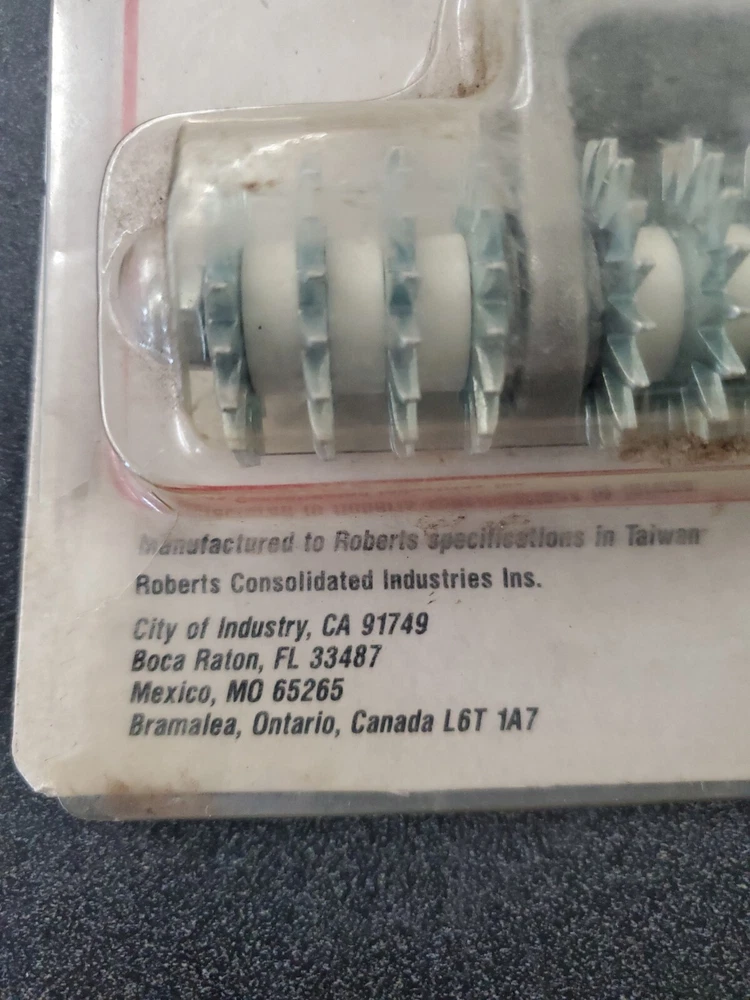 Manufactured to Roberts specifications in Taiwan
Roberts Consolidated Industries Ins.
City of Industry, CA 91749
Boca Raton, FL 33487
Mexico, MO 65265
Bramalea, Ontario, Canada L6T 1A7